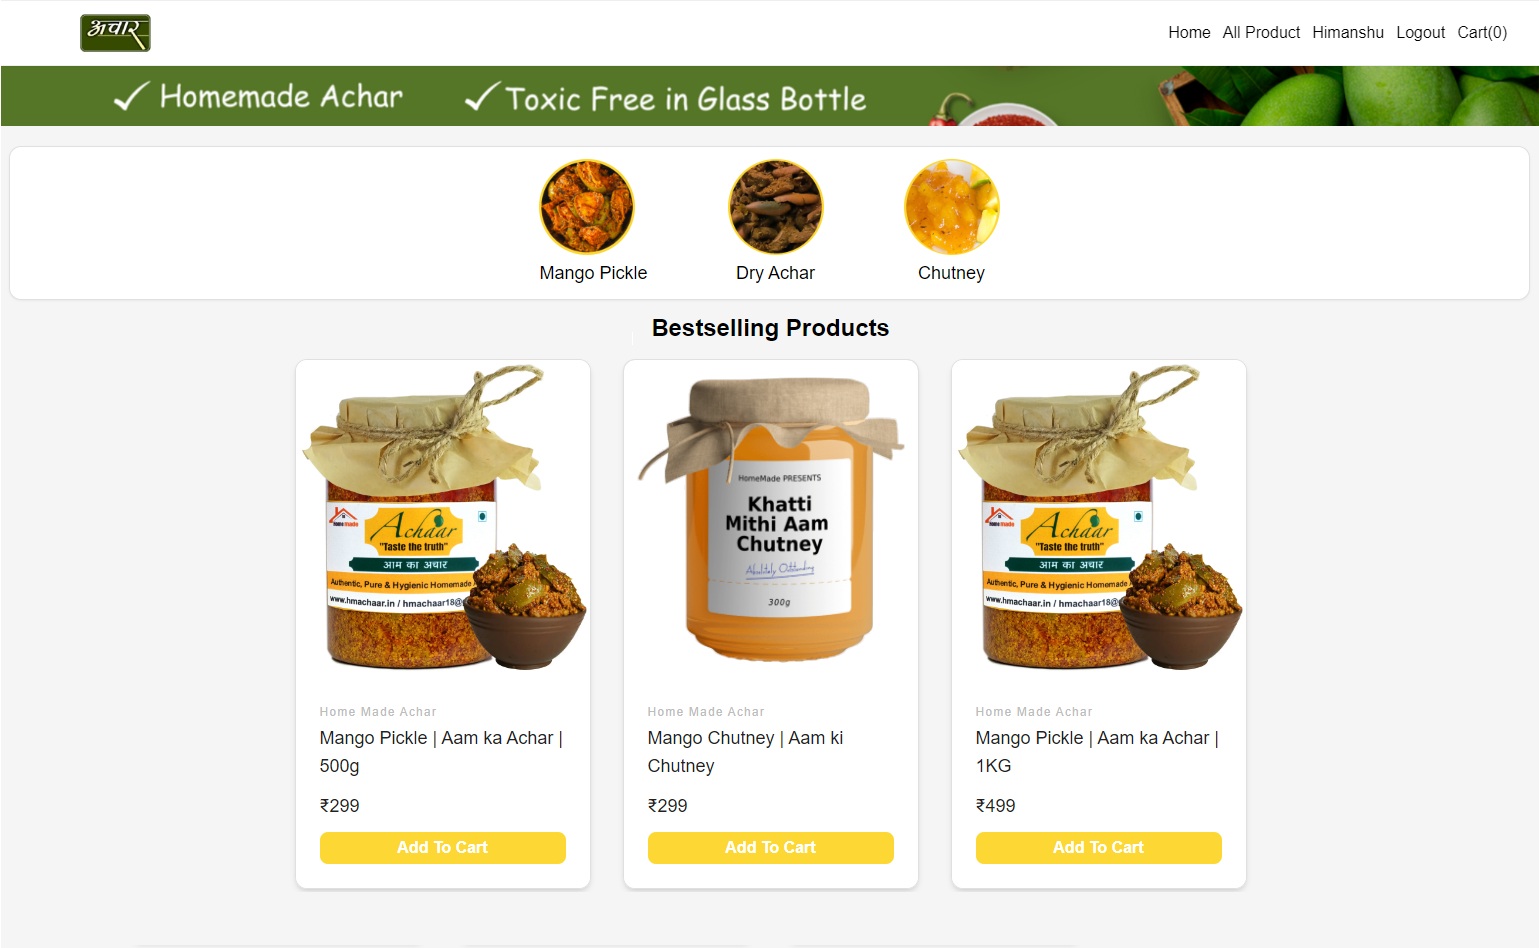 अचार
Home All Product Himanshu Logout Cart(0)
Homemade Achar Toxic Free in Glass Bottle
Mango Pickle Dry Achar Chutney
Bestselling Products
Home Made
Achaar
"Taste the truth"
आम का अचार
Authentic, Pure & Hygienic Homemade
www.hmachaar.in / hmachaar18@
Home Made Achar
Mango Pickle | Aam ka Achar |
500g
₹299
Add To Cart
HomeMade PRESENTS
Khatti
Mithi Aam
Chutney
Absolutely Outstanding
300g
Home Made Achar
Mango Chutney | Aam ki
Chutney
₹299
Add To Cart
Home Made
Achaar
"Taste the truth"
आम का अचार
Authentic, Pure & Hygienic Homemade
www.hmachaar.in / hmachaar18@
Home Made Achar
Mango Pickle | Aam ka Achar |
1KG
₹499
Add To Cart